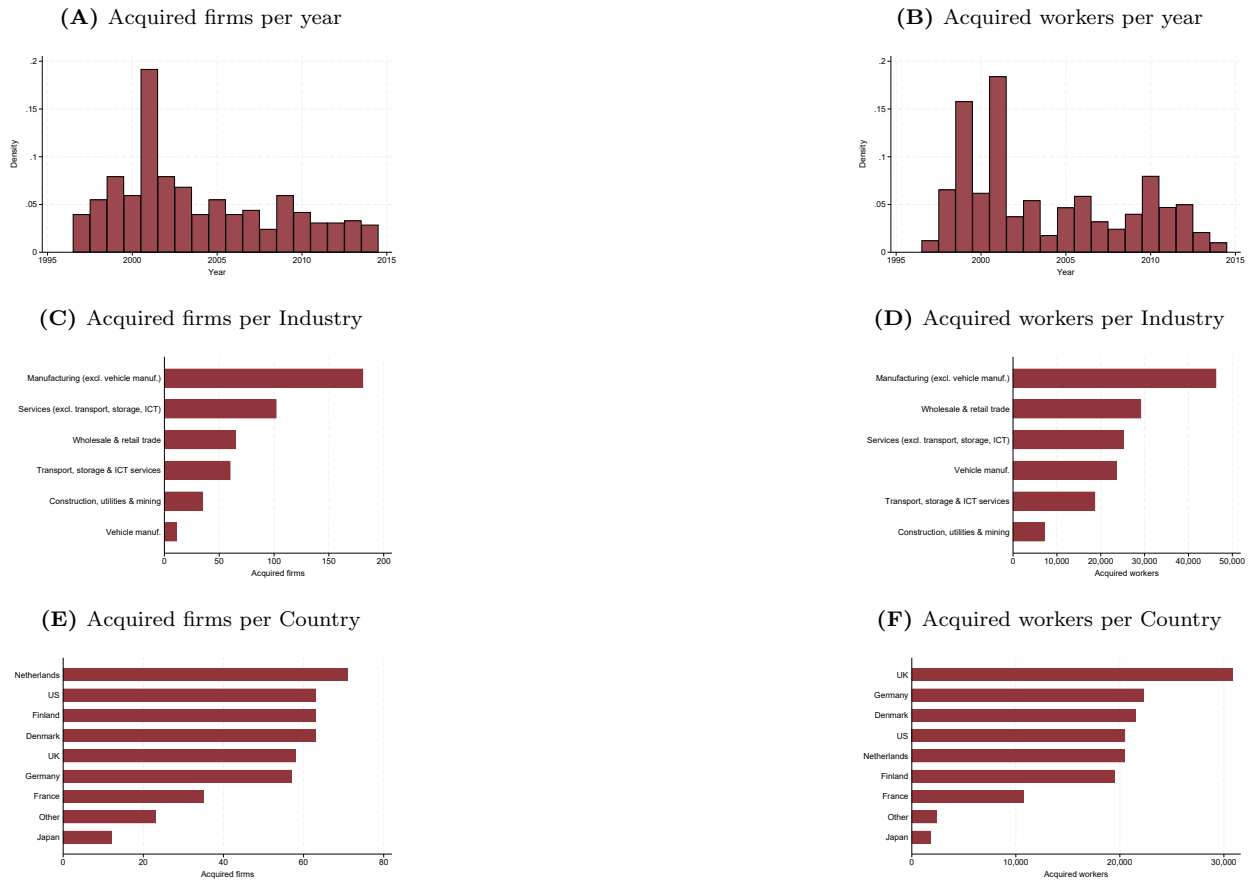 (A) Acquired firms per year
(B) Acquired workers per year
.2
.15
.1
.05
0
Density
1995 2000 2005 2010 2015
Year
.2
.15
.1
.05
0
Density
1995 2000 2005 2010 2015
Year
(C) Acquired firms per Industry
(D) Acquired workers per Industry
Manufacturing (excl. vehicle manuf.)
Services (excl. transport, storage, ICT)
Wholesale & retail trade
Transport, storage & ICT services
Construction, utilities & mining
Vehicle manuf.
0 50 100 150 200
Acquired firms
Manufacturing (excl. vehicle manuf.)
Wholesale & retail trade
Services (excl. transport, storage, ICT)
Vehicle manuf.
Transport, storage & ICT services
Construction, utilities & mining
0 10,000 20,000 30,000 40,000 50,000
Acquired workers
(E) Acquired firms per Country
(F) Acquired workers per Country
Netherlands
US
Finland
Denmark
UK
Germany
France
Other
Japan
0 20 40 60 80
Acquired firms
UK
Germany
Denmark
US
Netherlands
Finland
France
Other
Japan
0 10,000 20,000 30,000
Acquired workers